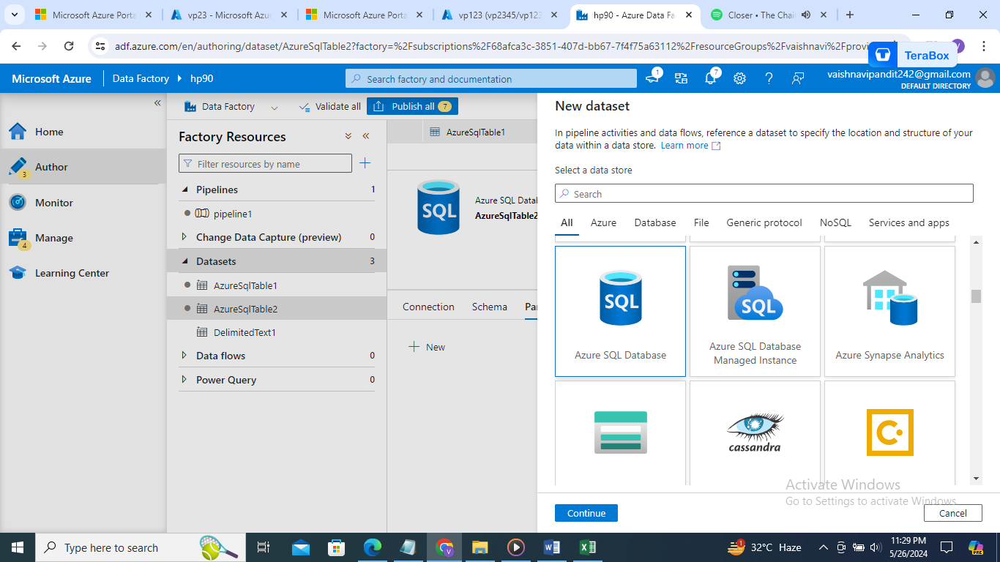 Microsoft Azure Porta
vp23 - Microsoft Azu
Microsoft Azure Porta
vp123 (vp2345/vp123
hp90 - Azure Data Fa
Closer • The Chai
adf.azure.com/en/authoring/dataset/AzureSqlTable2?factory=%2Fsubscriptions%2F68afca3c-3851-407d-bb67-7f4f75a63112%2FresourceGroups%2Fvaishnavi%2Fprovi
TeraBox
Microsoft Azure
Data Factory
hp90
Search factory and documentation
1
7
vaishnavipandit242@gmail.com
DEFAULT DIRECTORY
Home
Author
3
Monitor
Manage
4
Learning Center
Data Factory
Validate all
Publish all
7
Factory Resources
Filter resources by name
Pipelines 1
pipeline1
Change Data Capture (preview) 0
Datasets 3
AzureSqlTable1
AzureSqlTable2
DelimitedText1
Data flows 0
Power Query 0
AzureSqlTable1
SQL
Azure SQL Datal
AzureSqlTable2
Connection Schema Par
New
New dataset
In pipeline activities and data flows, reference a dataset to specify the location and structure of your
data within a data store. Learn more
Select a data store
Search
All Azure Database File Generic protocol NoSQL Services and apps
SQL
Azure SQL Database
SQL
Azure SQL Database
Managed Instance
Azure Synapse Analytics
cassandra
C
Activate Windows
Go to Settings to activate Windows.
Continue
Cancel
Type here to search
V
W
X
1
32°C Haze
11:29 PM
5/26/2024
PRE